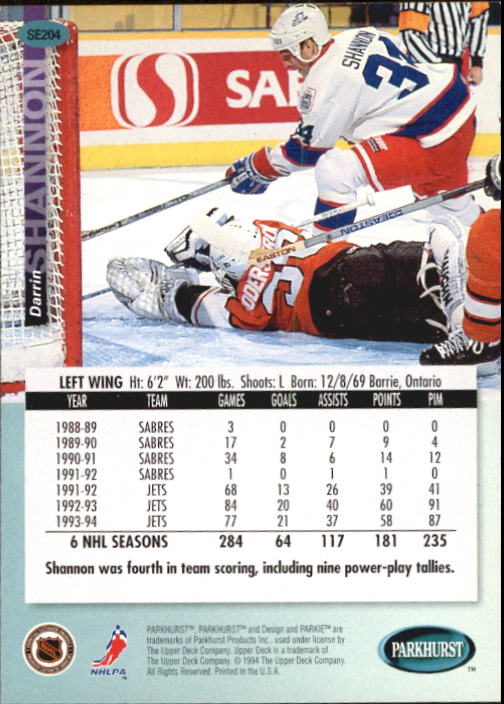 SE204
Darrin SHANNON
SHANNON
34
34
EASTON
LEFT WING Ht: 6'2" Wt: 200 lbs. Shoots: L Born: 12/8/69 Barrie, Ontario
YEAR TEAM GAMES GOALS ASSISTS POINTS PIM
1988-89 SABRES 3 0 0 0 0
1989-90 SABRES 17 2 7 9 4
1990-91 SABRES 34 8 6 14 12
1991-92 SABRES 1 0 1 1 0
1991-92 JETS 68 13 26 39 41
1992-93 JETS 84 20 40 60 91
1993-94 JETS 77 21 37 58 87
6 NHL SEASONS 284 64 117 181 235
Shannon was fourth in team scoring, including nine power-play tallies.
NHLPA
PARKHURST™, PARKHURST™ and Design and PARKIE™ are
trademarks of Parkhurst Products Inc., used under license by
The Upper Deck Company. Upper Deck is a trademark of
The Upper Deck Company. © 1994 The Upper Deck Company.
All Rights Reserved. Printed in the U.S.A.
PARKHURST™